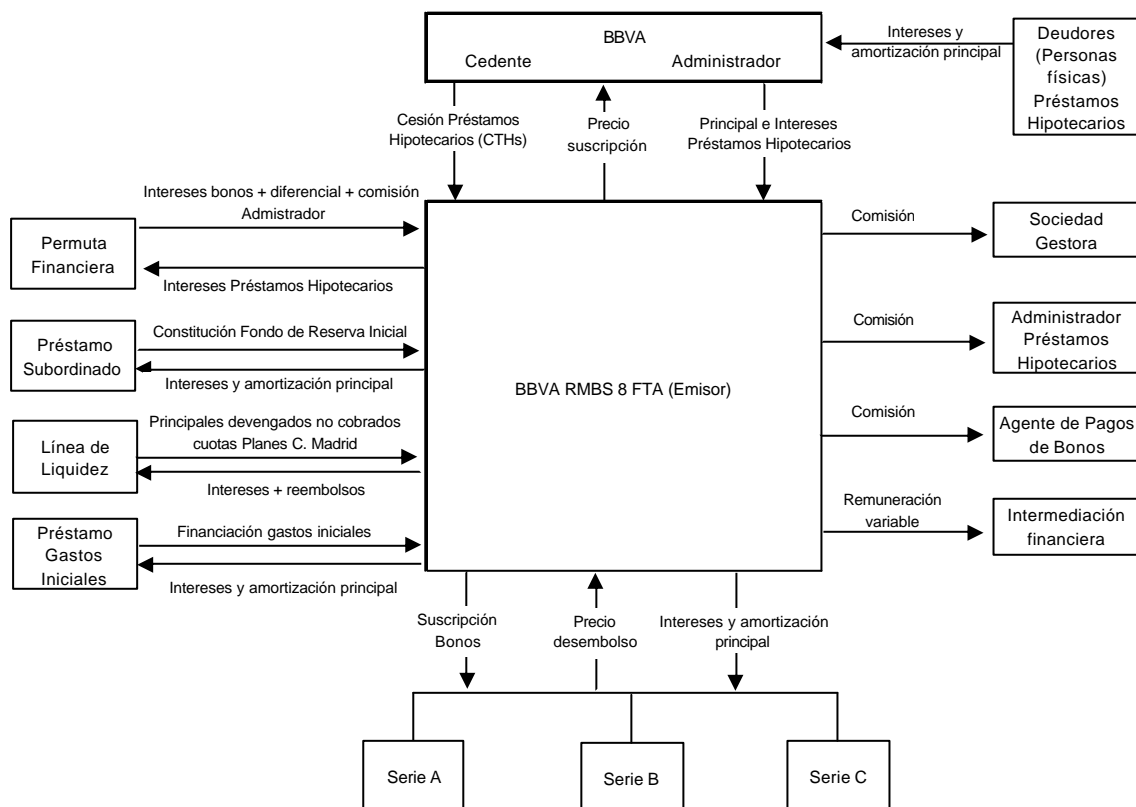 BBVA
Cedente
Administrador
Intereses y
amortización principal
Deudores
(Personas
físicas)
Préstamos
Hipotecarios
Cesión Préstamos
Hipotecarios (CTHs)
Precio
suscripción
Principal e Intereses
Préstamos Hipotecarios
Intereses bonos + diferencial + comisión
Admistrador
Permuta
Financiera
Intereses Préstamos Hipotecarios
Constitución Fondo de Reserva Inicial
Préstamo
Subordinado
Intereses y amortización principal
Principales devengados no cobrados
cuotas Planes C. Madrid
Línea de
Liquidez
Intereses + reembolsos
Préstamo
Gastos
Iniciales
Financiación gastos iniciales
Intereses y amortización principal
BBVA RMBS 8 FTA (Emisor)
Comisión
Sociedad
Gestora
Comisión
Administrador
Préstamos
Hipotecarios
Comisión
Agente de Pagos
de Bonos
Remuneración
variable
Intermediación
financiera
Suscripción
Bonos
Precio
desembolso
Intereses y amortización
principal
Serie A
Serie B
Serie C